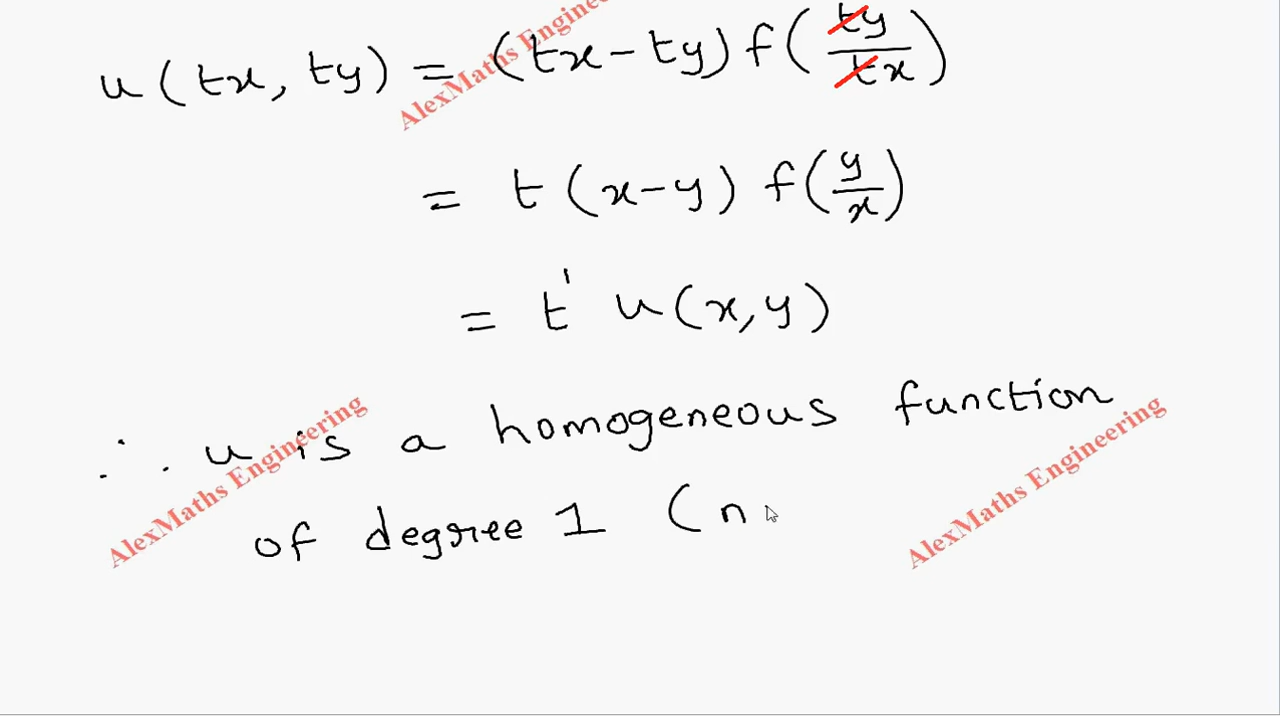 u(tx, ty) = (tx-ty) f(ty/tx)
= t(x-y) f(y/x)
= t¹ u(x,y)
∴ u is a homogeneous function
of degree 1 (n
AlexMaths Engineering
AlexMaths Engineering
AlexMaths Engineering